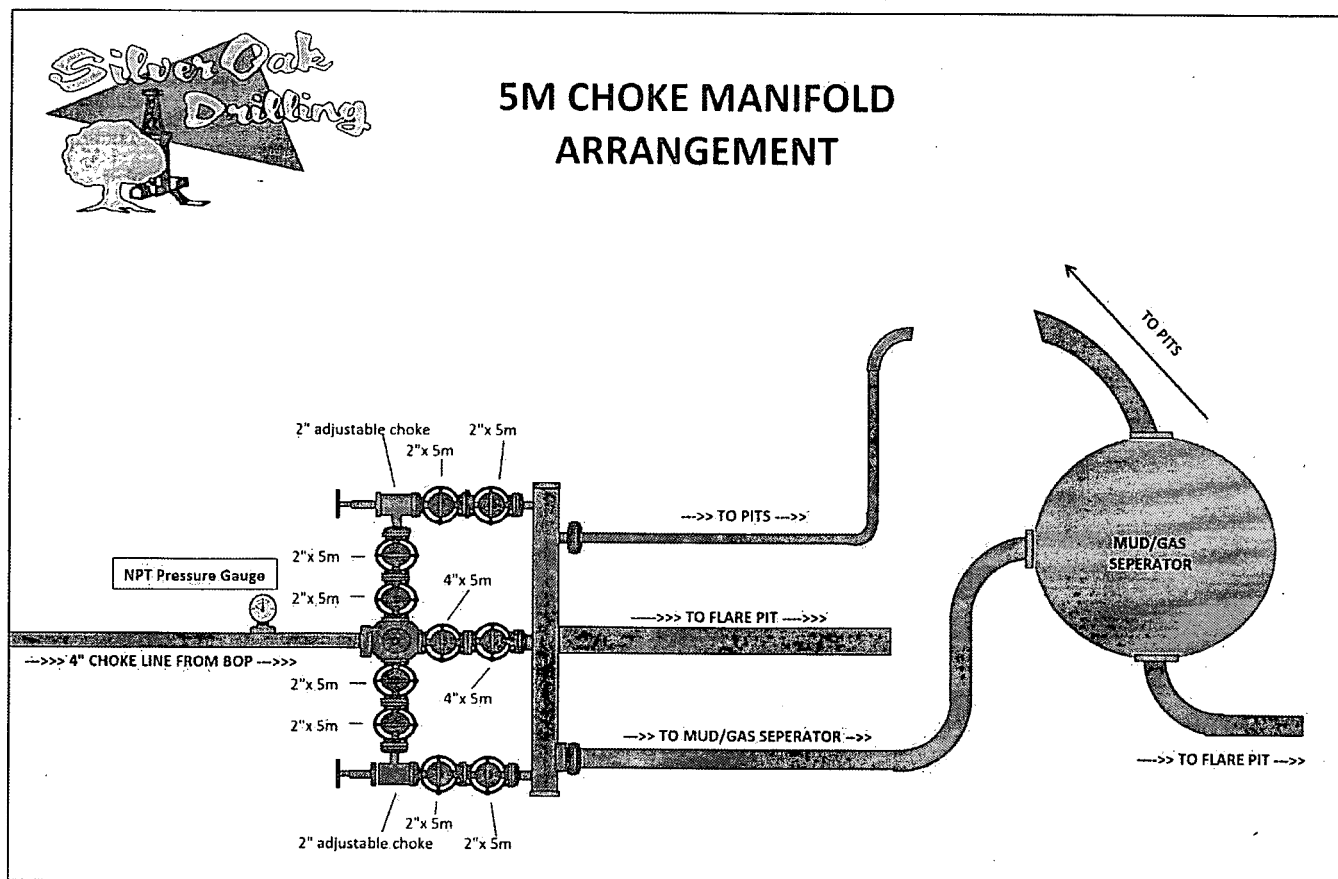 Silver Oak
Drilling
5M CHOKE MANIFOLD
ARRANGEMENT
TO PITS
2" adjustable choke
2"x 5m
2"x 5m
--->> TO PITS --->>
MUD/GAS
SEPERATOR
2"x 5m
NPT Pressure Gauge
2"x 5m
4"x 5m
---->>> TO FLARE PIT ---->>>
--->>> 4" CHOKE LINE FROM BOP --->>>
2"x 5m
4"x 5m
2"x 5m
--->> TO MUD/GAS SEPERATOR -->>
---->> TO FLARE PIT -->>
2"x 5m
2" adjustable choke
2"x 5m